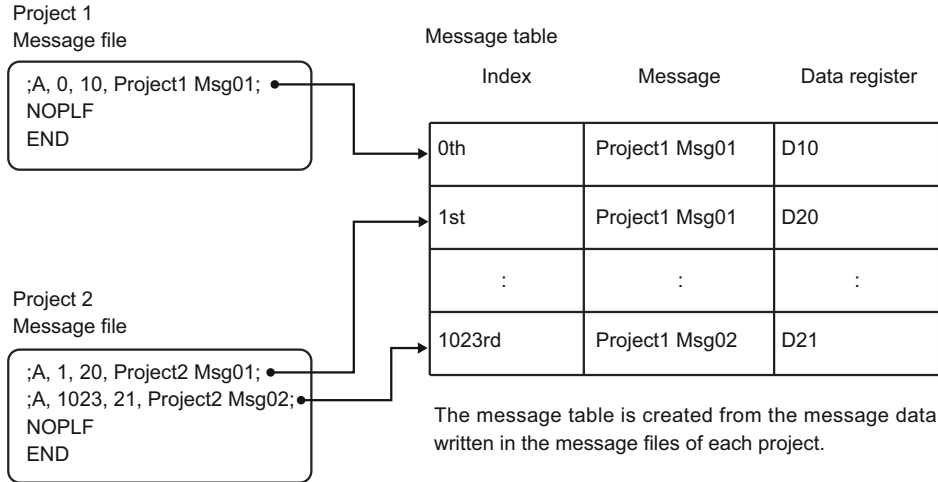 Project 1
Message file
;A, 0, 10, Project1 Msg01;
NOPLF
END
Project 2
Message file
;A, 1, 20, Project2 Msg01;
;A, 1023, 21, Project2 Msg02;
NOPLF
END
Message table
Index Message Data register
0th Project1 Msg01 D10
1st Project1 Msg01 D20
: : :
1023rd Project1 Msg02 D21
The message table is created from the message data
written in the message files of each project.